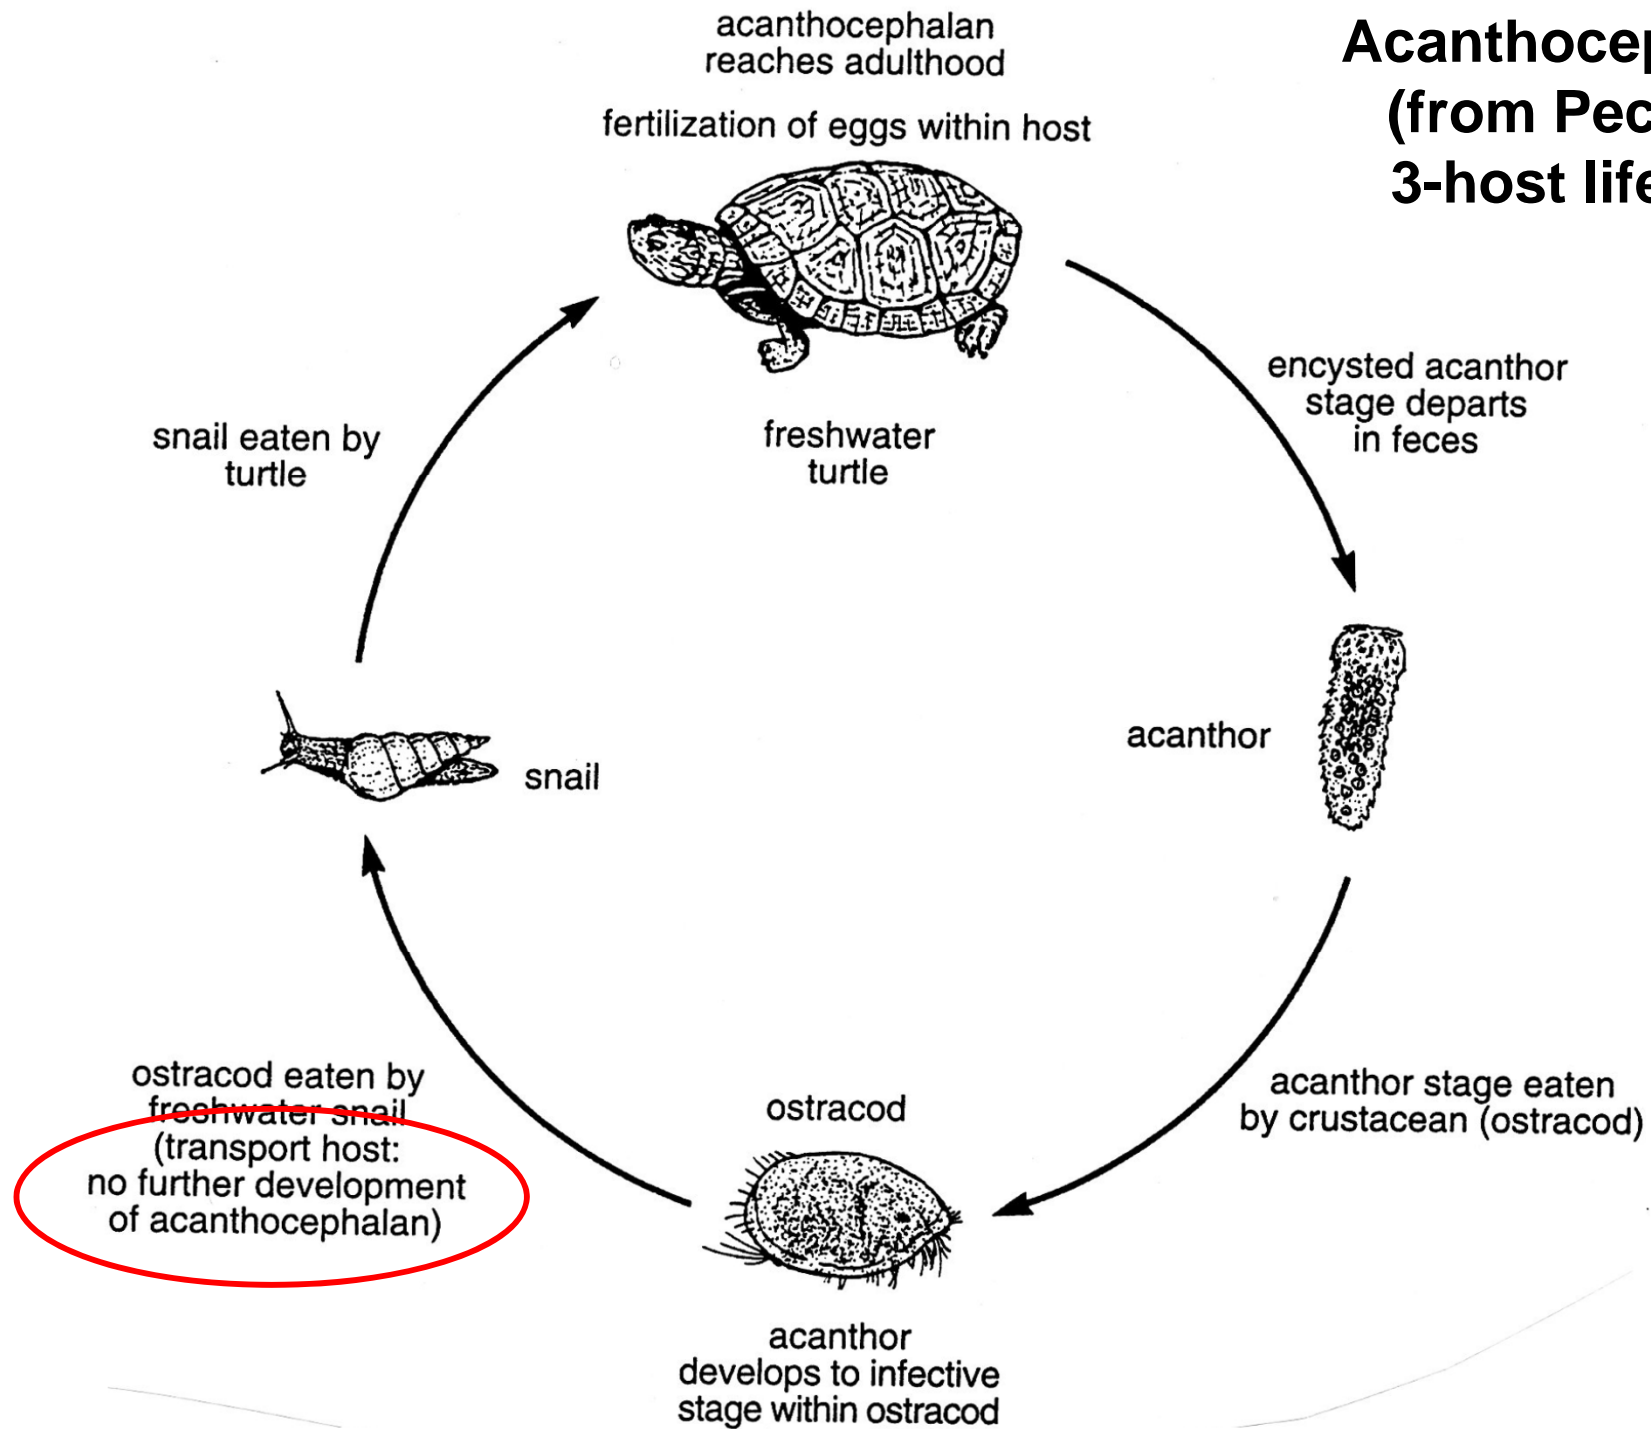 acanthocephalan
reaches adulthood
fertilization of eggs within host
Acanthocep
(from Pec
3-host life
freshwater
turtle
encysted acanthor
stage departs
in feces
acanthor
acanthor stage eaten
by crustacean (ostracod)
ostracod
acanthor
develops to infective
stage within ostracod
ostracod eaten by
freshwater snail
(transport host:
no further development
of acanthocephalan)
snail
snail eaten by
turtle